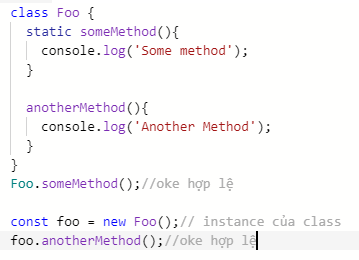 class Foo {
static someMethod(){
console.log('Some method');
}
anotherMethod(){
console.log('Another Method');
}
}
Foo.someMethod();//oke hợp lệ
const foo = new Foo();// instance của class
foo.anotherMethod();//oke hợp lệ